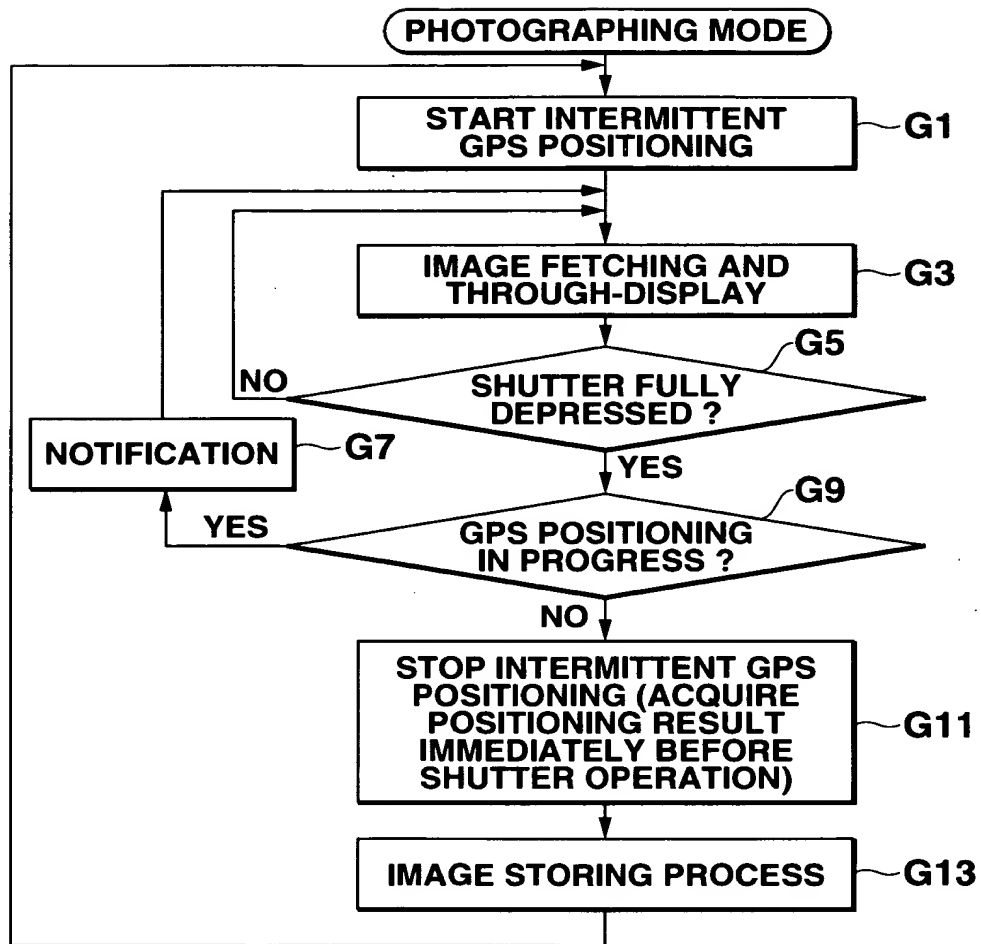 PHOTOGRAPHING MODE
START INTERMITTENT
GPS POSITIONING
G1
IMAGE FETCHING AND
THROUGH-DISPLAY
G3
G5
NO
SHUTTER FULLY
DEPRESSED ?
NOTIFICATION
G7
YES
G9
YES
GPS POSITIONING
IN PROGRESS ?
NO
STOP INTERMITTENT GPS
POSITIONING (ACQUIRE
POSITIONING RESULT
IMMEDIATELY BEFORE
SHUTTER OPERATION)
G11
IMAGE STORING PROCESS
G13